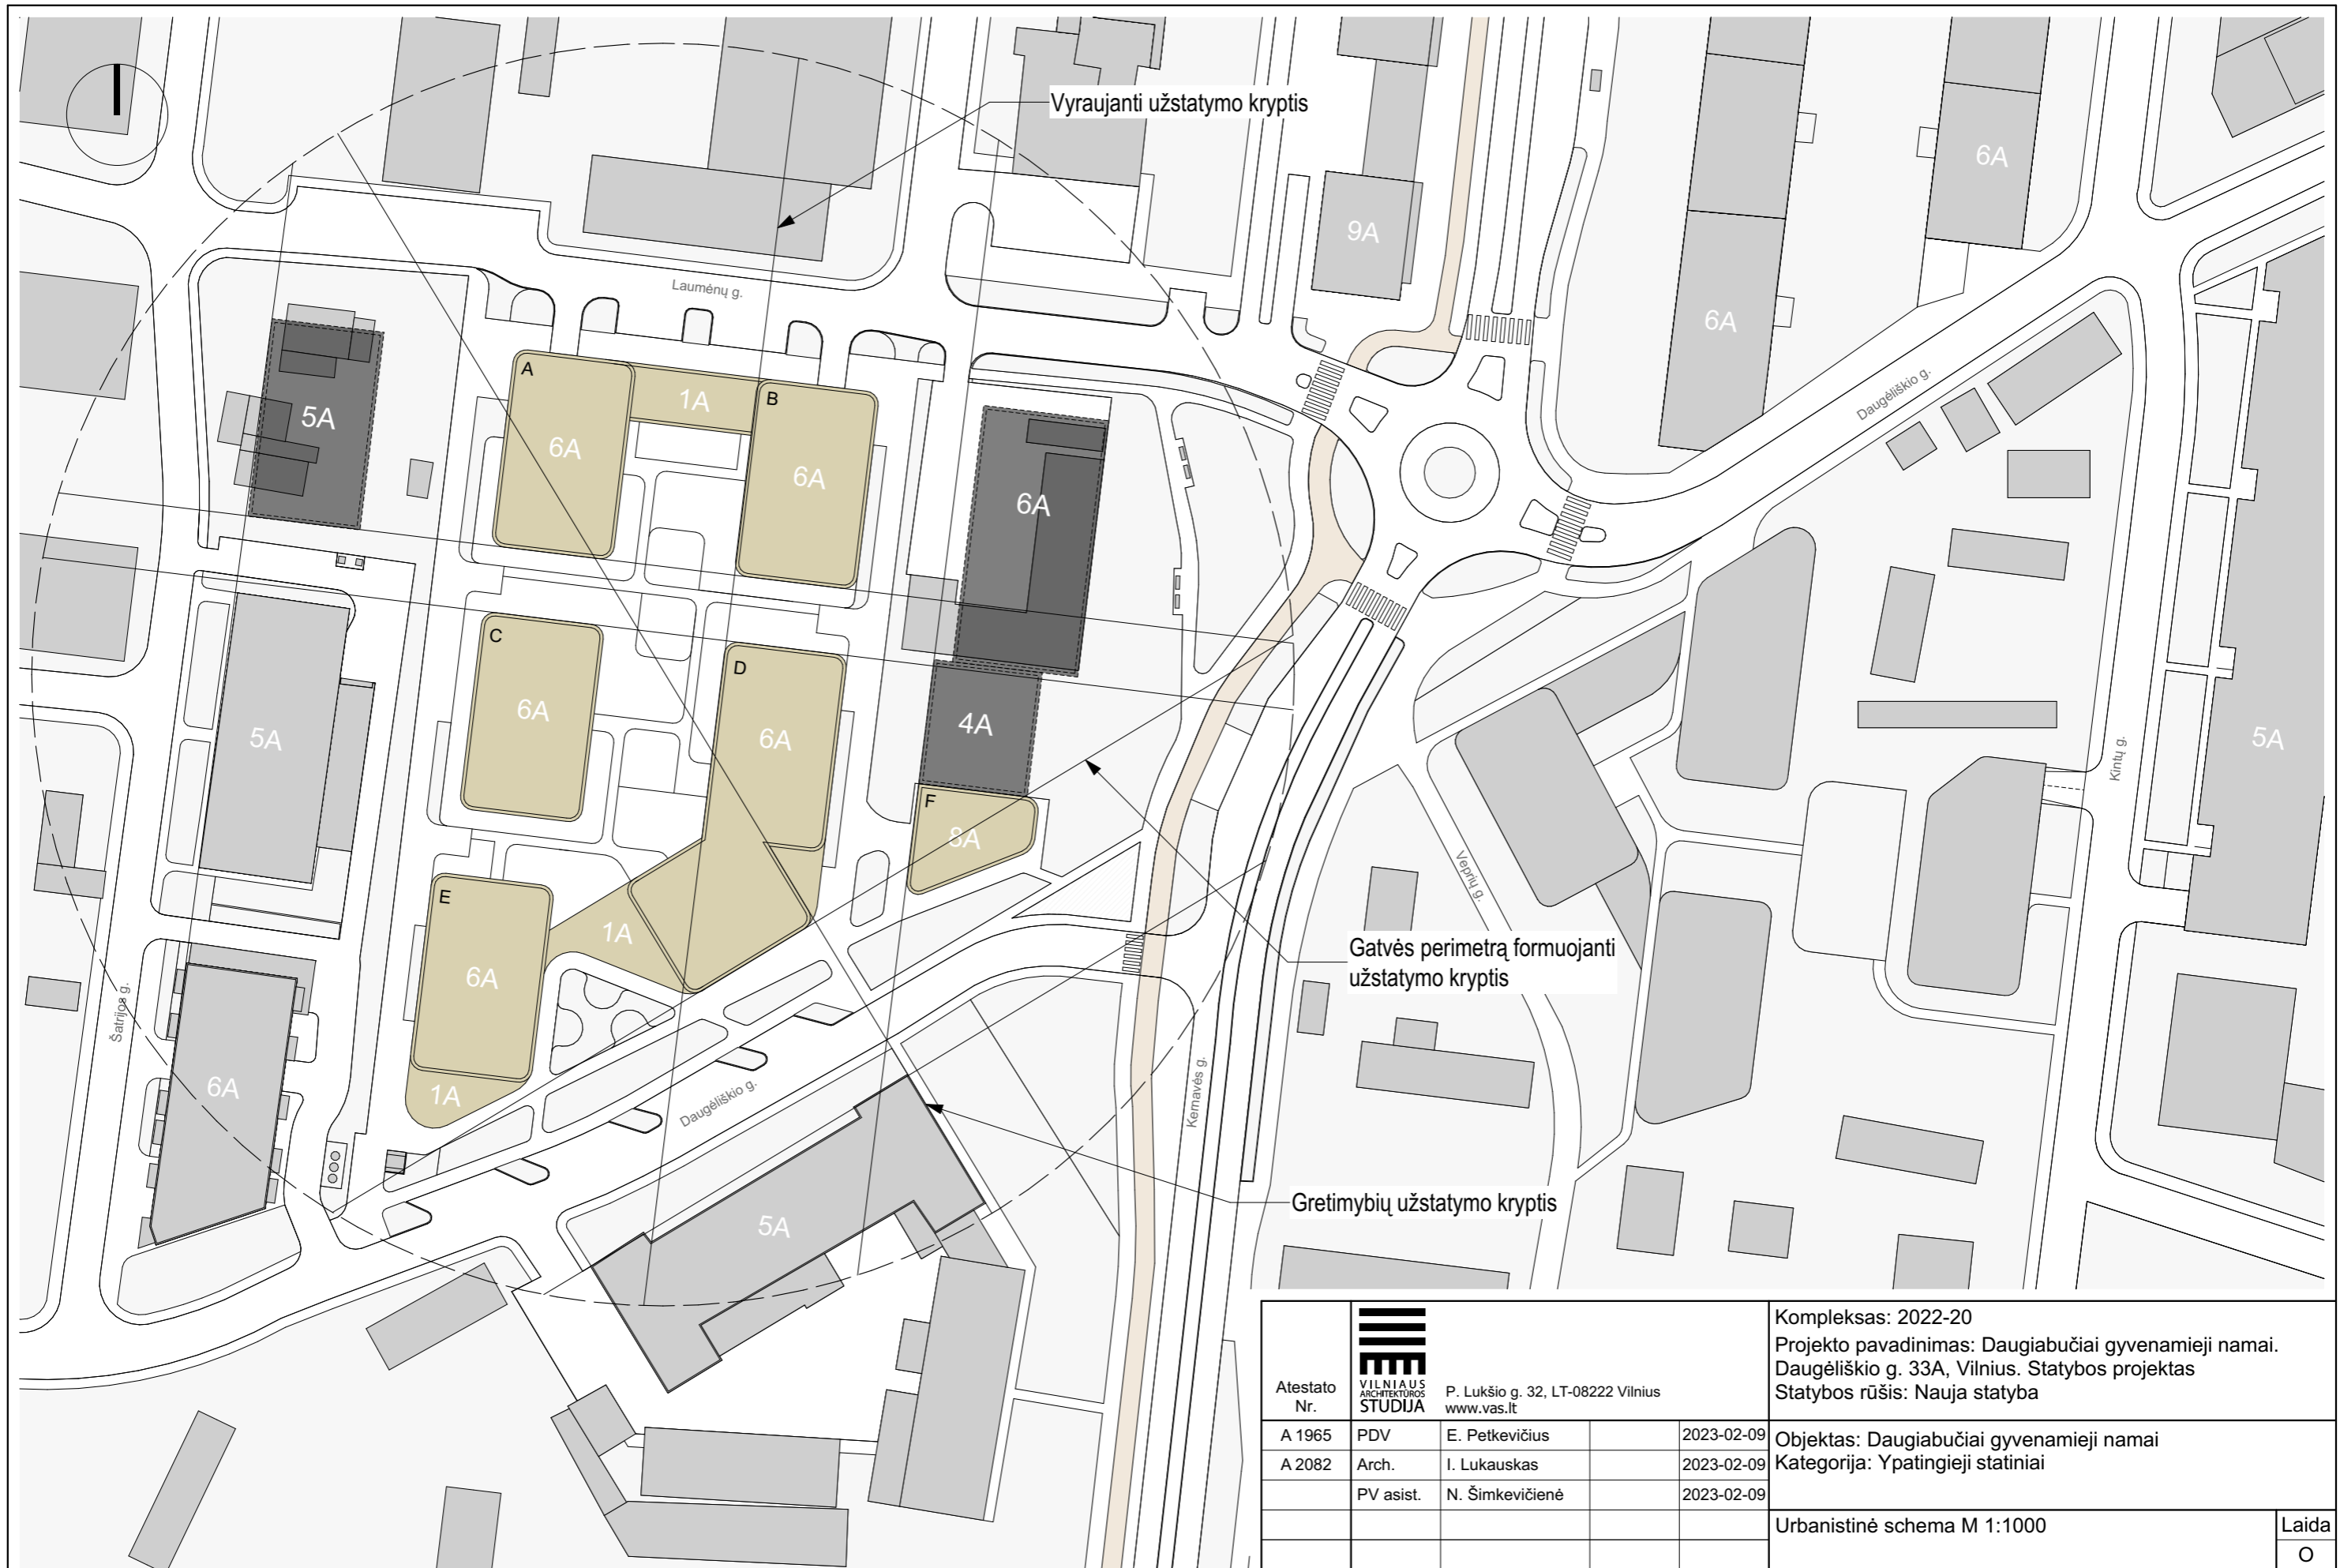 Vyraujanti užstatymo kryptis
6A
9A
6A
Laumėnų g.
Daugėliškio g.
A
1A
B
5A
6A
6A
6A
C
D
6A
6A
4A
5A
5A
Kintų g.
F
8A
Veprių g.
E
1A
6A
Gatvės perimetrą formuojanti
užstatymo kryptis
Šatrijos g.
6A
1A
Daugėliškio g.
Kernavės g.
Gretimybių užstatymo kryptis
5A
Atestato
Nr.
VILNIAUS
ARCHITEKTŪROS
STUDIJA
P. Lukšio g. 32, LT-08222 Vilnius
www.vas.lt
Kompleksas: 2022-20
Projekto pavadinimas: Daugiabučiai gyvenamieji namai.
Daugėliškio g. 33A, Vilnius. Statybos projektas
Statybos rūšis: Nauja statyba
A 1965 PDV E. Petkevičius 2023-02-09
A 2082 Arch. I. Lukauskas 2023-02-09
PV asist. N. Šimkevičienė 2023-02-09
Objektas: Daugiabučiai gyvenamieji namai
Kategorija: Ypatingieji statiniai
Urbanistinė schema M 1:1000
Laida
O